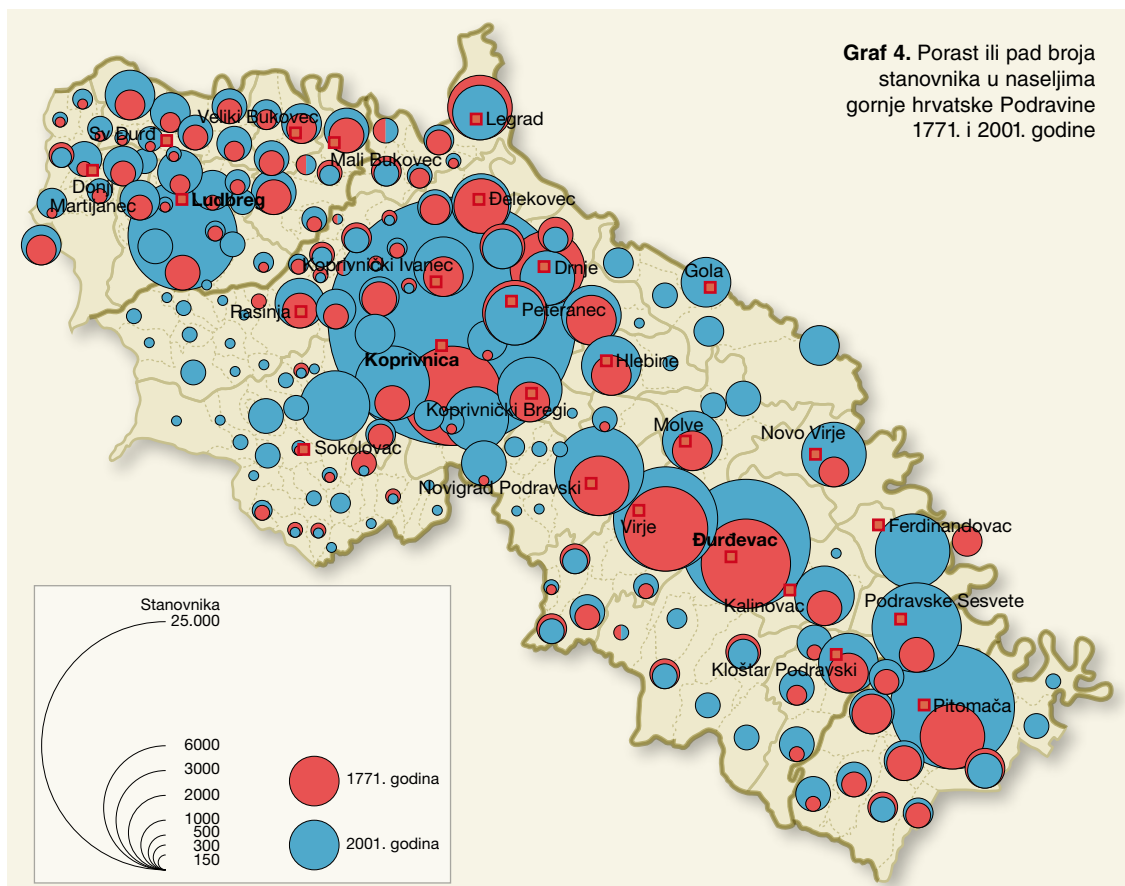 Graf 4. Porast ili pad broja
stanovnika u naseljima
gornje hrvatske Podravine
1771. i 2001. godine
Legrad
Veliki Bukovec
Sv Đurđ
Mali Bukovec
Donji
Martijanec
Ludbreg
Đelekovec
Koprivnički Ivanec
Drnje
Gola
Rasinja
Peteranec
Koprivnica
Hlebine
Koprivnički Bregi
Molve
Novo Virje
Sokolovac
Novigrad Podravski
Virje
Đurđevac
Ferdinandovac
Kalinovac
Podravske Sesvete
Kloštar Podravski
Pitomača
Stanovnika
25.000
6000
3000
2000
1000
500
300
150
1771. godina
2001. godina